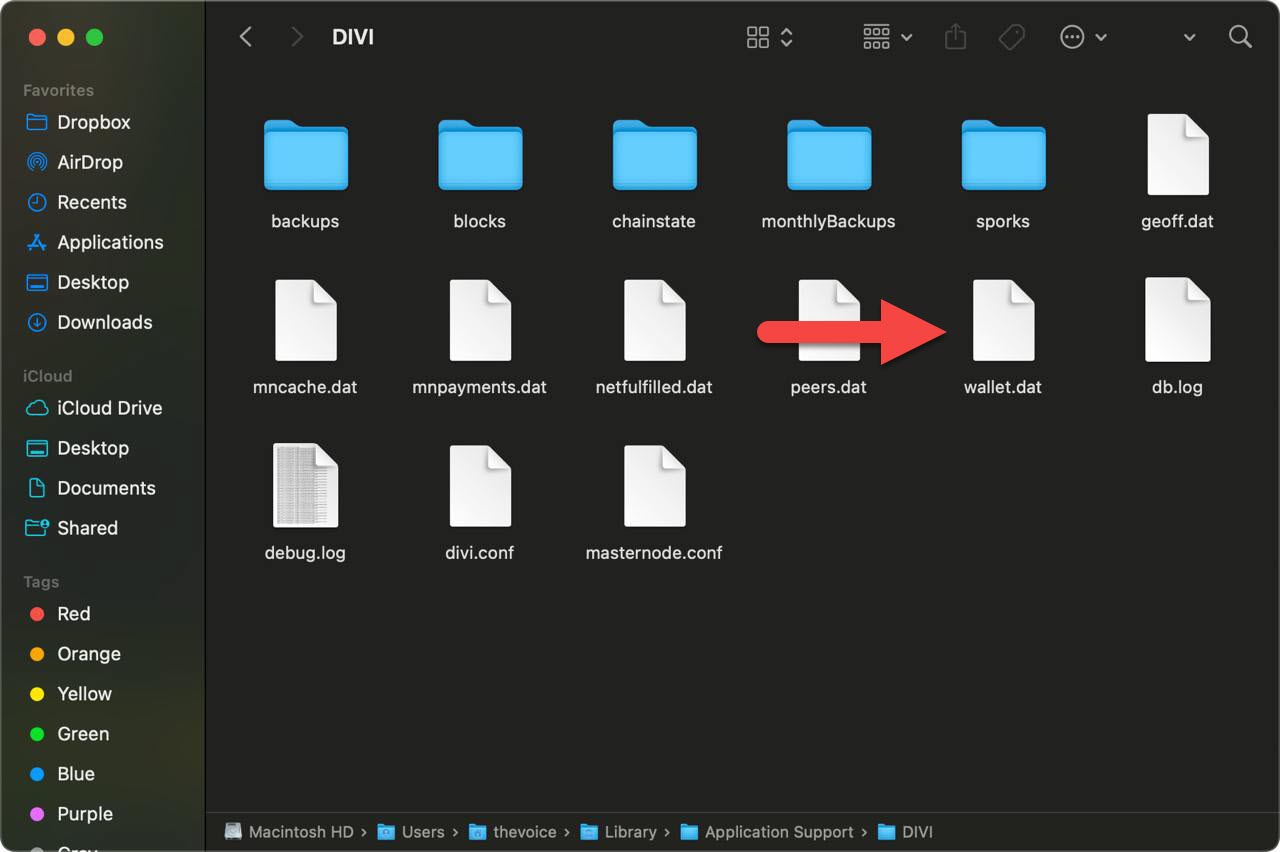 DIVI
Favorites
Dropbox
AirDrop
Recents
Applications
Desktop
Downloads
iCloud
iCloud Drive
Desktop
Documents
Shared
Tags
Red
Orange
Yellow
Green
Blue
Purple
Gray
backups blocks chainstate monthlyBackups sporks geoff.dat
mncache.dat mnpayments.dat netfulfilled.dat peers.dat wallet.dat db.log
debug.log divi.conf masternode.conf
Macintosh HD › Users › thevoice › Library › Application Support › DIVI